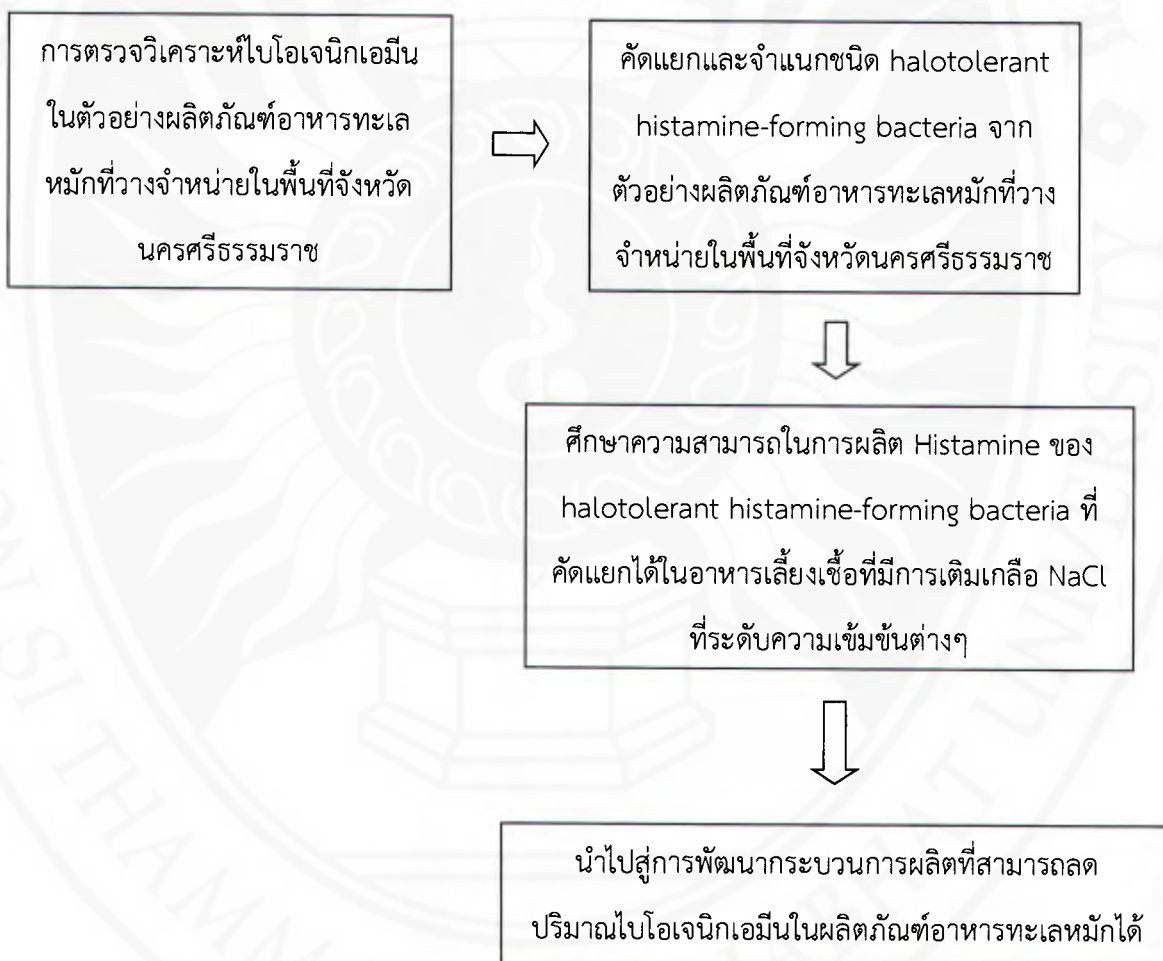 การตรวจวิเคราะห์ไบโอเจนิกเอมีน
ในตัวอย่างผลิตภัณฑ์อาหารทะเล
หมักที่วางจำหน่ายในพื้นที่จังหวัด
นครศรีธรรมราช
คัดแยกและจำแนกชนิด halotolerant
histamine-forming bacteria จาก
ตัวอย่างผลิตภัณฑ์อาหารทะเลหมักที่วาง
จำหน่ายในพื้นที่จังหวัดนครศรีธรรมราช
ศึกษาความสามารถในการผลิต Histamine ของ
halotolerant histamine-forming bacteria ที่
คัดแยกได้ในอาหารเลี้ยงเชื้อที่มีการเติมเกลือ NaCl
ที่ระดับความเข้มข้นต่างๆ
นำไปสู่การพัฒนากระบวนการผลิตที่สามารถลด
ปริมาณไบโอเจนิกเอมีนในผลิตภัณฑ์อาหารทะเลหมักได้